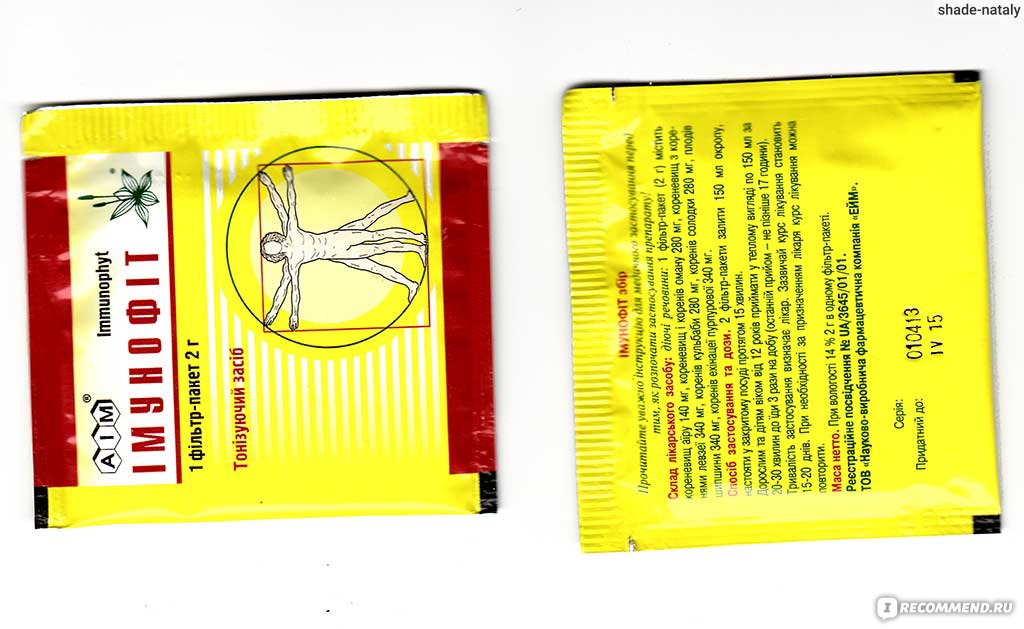 shade-nataly
AIM®
Immunophyt
ІМУНОФІТ
1 фільтр-пакет 2 г
Тонізуючий засіб
ІМУНОФІТ збір
Прочитайте уважно інструкцію для медичного застосування перед
тим, як розпочати застосування препарату!
Склад лікарського засобу: діючі речовини: 1 фільтр-пакет (2 г) містить
кореневищ аїру 140 мг, кореневищ і коренів оману 280 мг, кореневищ з коре-
нями левзеї 340 мг, коренів кульбаби 280 мг, коренів солодки 280 мг, плодів
шипшини 340 мг, коренів ехінацеї пурпурової 340 мг.
Спосіб застосування та дози. 2 фільтр-пакети залити 150 мл окропу,
настояти у закритому посуді протягом 15 хвилин.
Дорослим та дітям віком від 12 років приймати у теплому вигляді по 150 мл за
20-30 хвилин до їди 3 рази на добу (останній прийом – не пізніше 17 години).
Тривалість застосування визначає лікар. Зазвичай курс лікування становить
15-20 днів. При необхідності за призначенням лікаря курс лікування можна
повторити.
Маса нетто. При вологості 14 % 2 г в одному фільтр-пакеті.
Реєстраційне посвідчення № UA/3645/01/01.
ТОВ «Науково-виробнича фармацевтична компанія «ЕЙМ».
Серія: 010413
Придатний до: IV 15
I RECOMMEND.RU